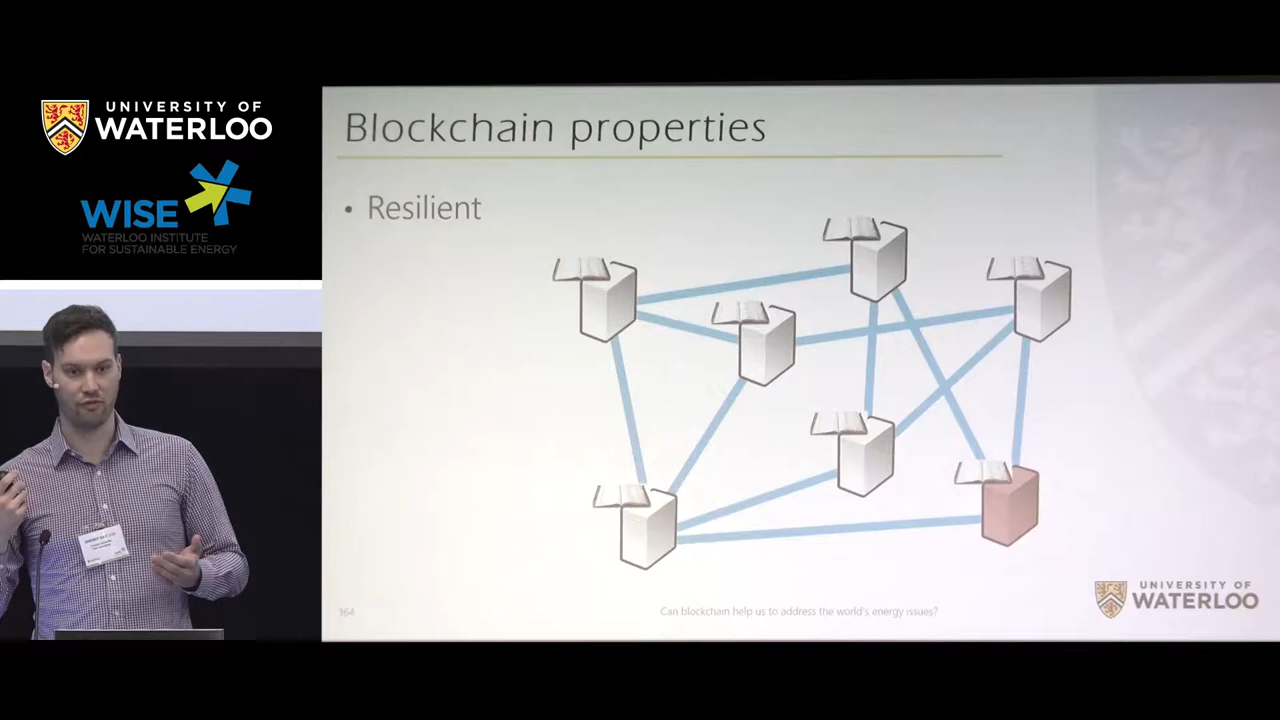 UNIVERSITY OF
WATERLOO
WISE
WATERLOO INSTITUTE
FOR SUSTAINABLE ENERGY
Blockchain properties
• Resilient
164
Can blockchain help us to address the world's energy issues?
UNIVERSITY OF
WATERLOO